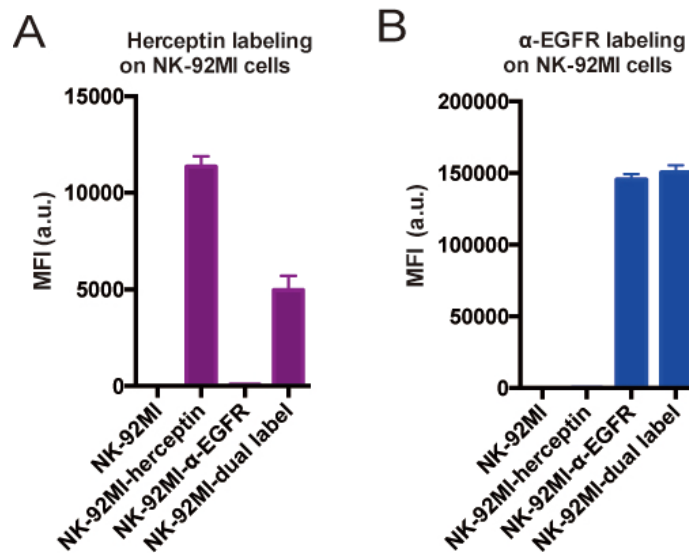 A
Herceptin labeling
on NK-92MI cells
MFI (a.u.)
15000
10000
5000
0
NK-92MI
NK-92MI-herceptin
NK-92MI-α-EGFR
NK-92MI-dual label
B
α-EGFR labeling
on NK-92MI cells
MFI (a.u.)
200000
150000
100000
50000
0
NK-92MI
NK-92MI-herceptin
NK-92MI-α-EGFR
NK-92MI-dual label